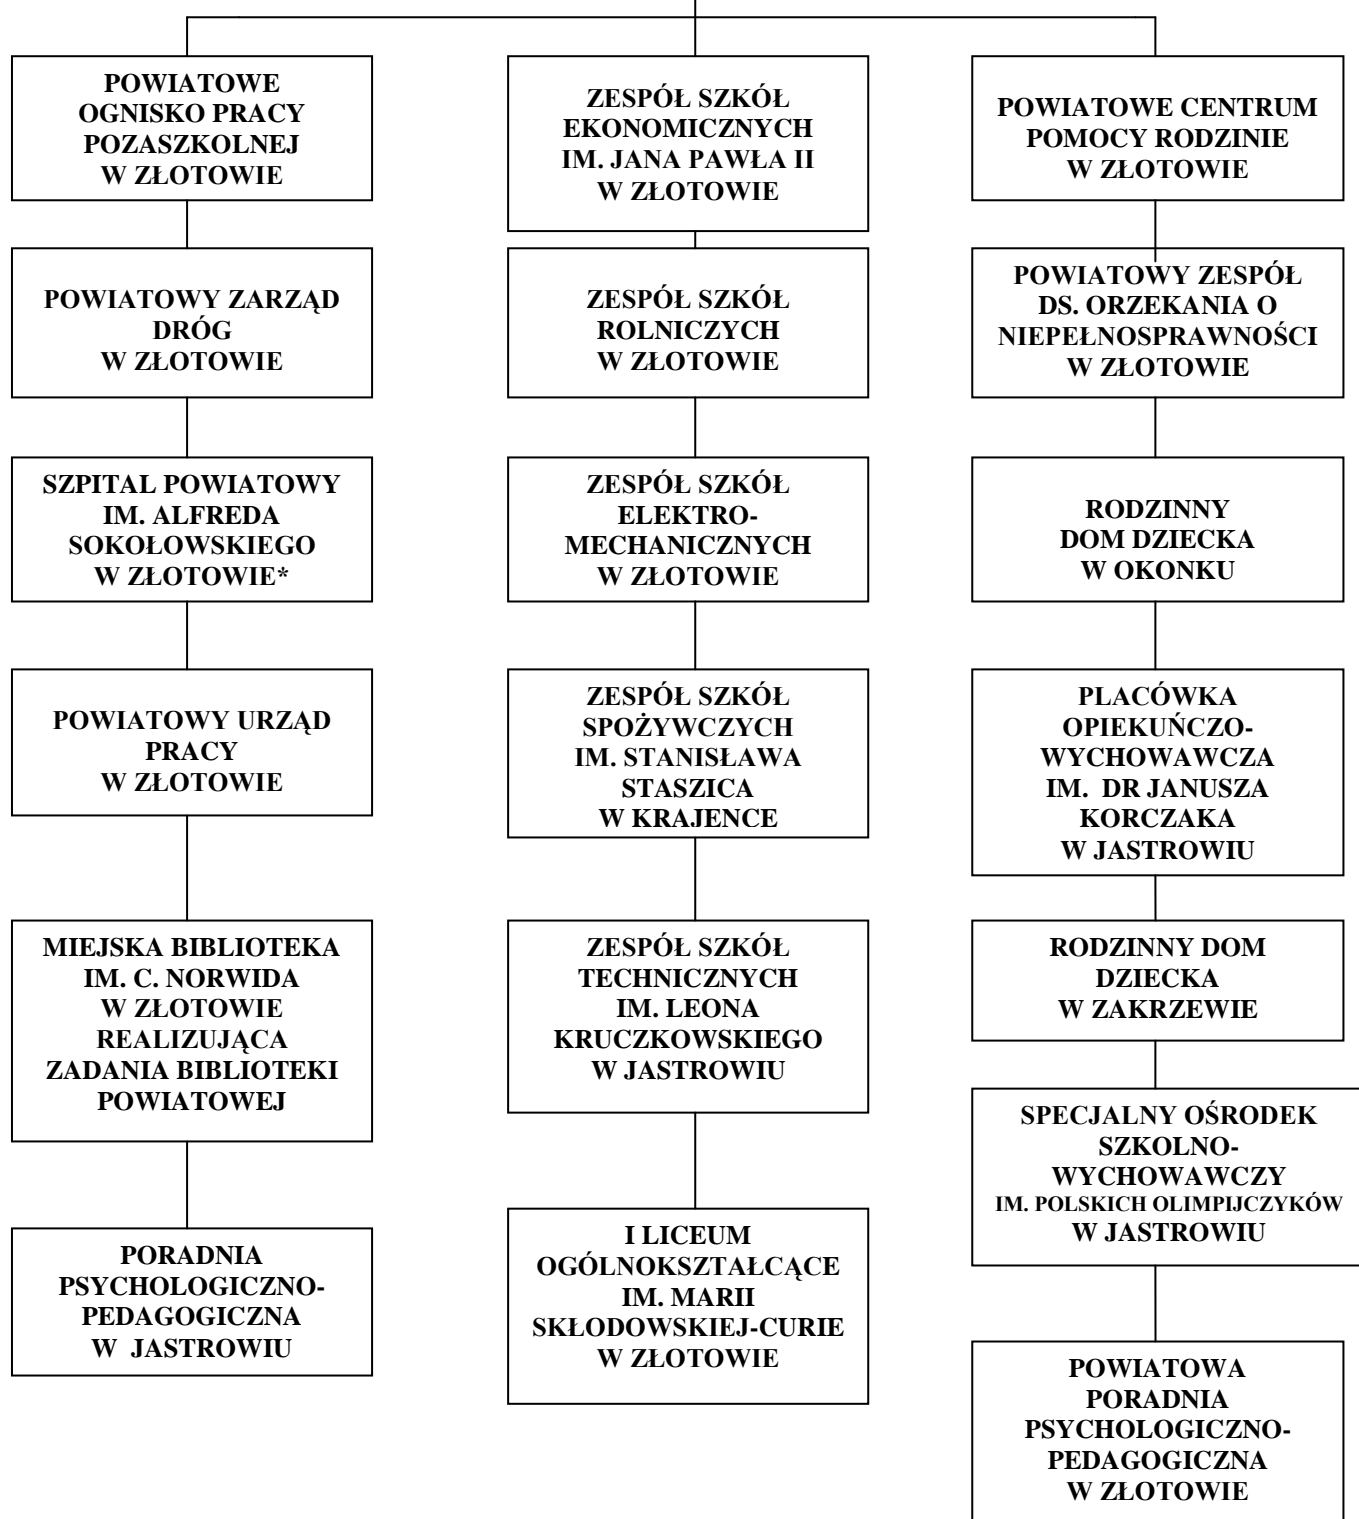 POWIATOWE
OGNISKO PRACY
POZASZKOLNEJ
W ZŁOTOWIE
POWIATOWY ZARZĄD
DRÓG
W ZŁOTOWIE
SZPITAL POWIATOWY
IM. ALFREDA
SOKOŁOWSKIEGO
W ZŁOTOWIE*
POWIATOWY URZĄD
PRACY
W ZŁOTOWIE
MIEJSKA BIBLIOTEKA
IM. C. NORWIDA
W ZŁOTOWIE
REALIZUJĄCA
ZADANIA BIBLIOTEKI
POWIATOWEJ
PORADNIA
PSYCHOLOGICZNO-
PEDAGOGICZNA
W JASTROWIU
ZESPÓŁ SZKÓŁ
EKONOMICZNYCH
IM. JANA PAWŁA II
W ZŁOTOWIE
ZESPÓŁ SZKÓŁ
ROLNICZYCH
W ZŁOTOWIE
ZESPÓŁ SZKÓŁ
ELEKTRO-
MECHANICZNYCH
W ZŁOTOWIE
ZESPÓŁ SZKÓŁ
SPOŻYWCZYCH
IM. STANISŁAWA
STASZICA
W KRAJENCE
ZESPÓŁ SZKÓŁ
TECHNICZNYCH
IM. LEONA
KRUCZKOWSKIEGO
W JASTROWIU
I LICEUM
OGÓLNOKSZTAŁCĄCE
IM. MARII
SKŁODOWSKIEJ-CURIE
W ZŁOTOWIE
POWIATOWE CENTRUM
POMOCY RODZINIE
W ZŁOTOWIE
POWIATOWY ZESPÓŁ
DS. ORZEKANIA O
NIEPEŁNOSPRAWNOŚCI
W ZŁOTOWIE
RODZINNY
DOM DZIECKA
W OKONKU
PLACÓWKA
OPIEKUŃCZO-
WYCHOWAWCZA
IM. DR JANUSZA
KORCZAKA
W JASTROWIU
RODZINNY DOM
DZIECKA
W ZAKRZEWIE
SPECJALNY OŚRODEK
SZKOLNO-
WYCHOWAWCZY
IM. POLSKICH OLIMPIJCZYKÓW
W JASTROWIU
POWIATOWA
PORADNIA
PSYCHOLOGICZNO-
PEDAGOGICZNA
W ZŁOTOWIE